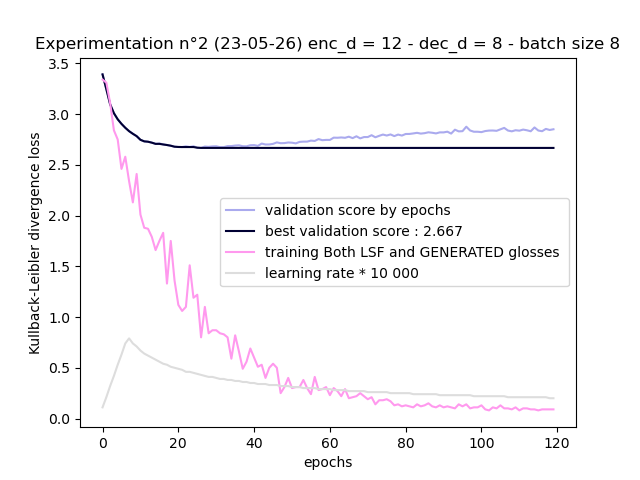 Experimentation n°2 (23-05-26) enc_d = 12 - dec_d = 8 - batch size 8
Kullback-Leibler divergence loss
3.5
3.0
2.5
2.0
1.5
1.0
0.5
0.0
validation score by epochs
best validation score : 2.667
training Both LSF and GENERATED glosses
learning rate * 10 000
0 20 40 60 80 100 120
epochs